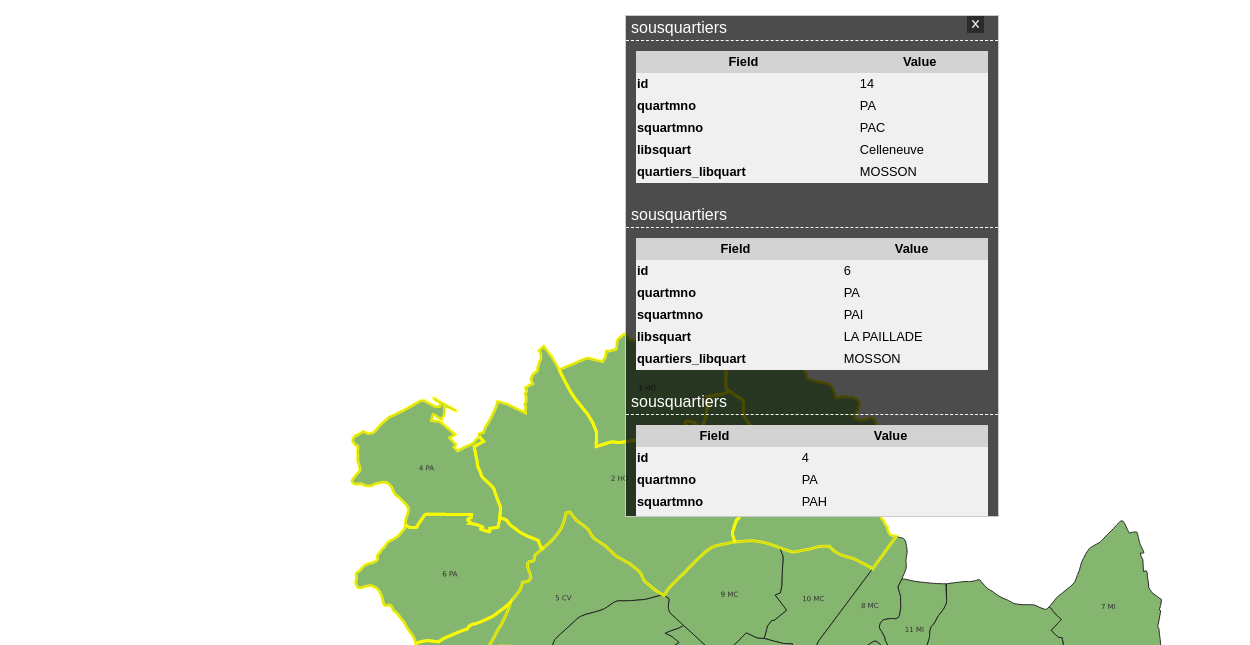 sousquartiers
x
Field Value
id 14
quartmno PA
squartmno PAC
libsquart Celleneuve
quartiers_libquart MOSSON
sousquartiers
Field Value
id 6
quartmno PA
squartmno PAI
libsquart LA PAILLADE
quartiers_libquart MOSSON
sousquartiers
Field Value
id 4
quartmno PA
squartmno PAH
1 HO
4 PA
2 HO
6 PA
5 CV
9 MC
10 MC
8 MC
7 MI
11 MI